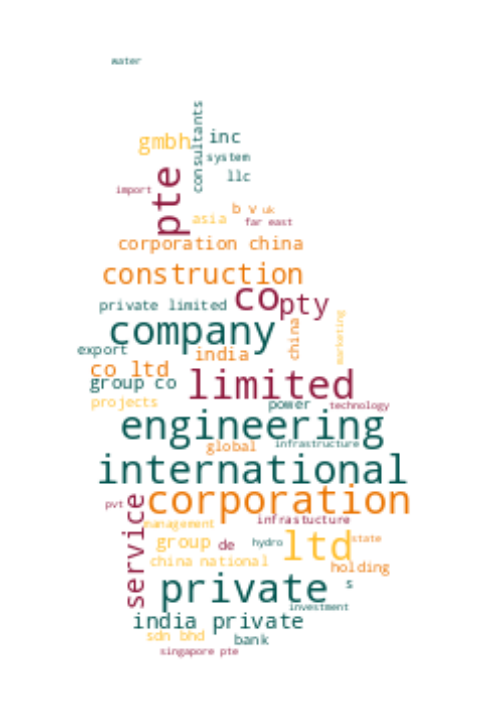 water
consultants
gmbh
inc
system
llc
pte
import
b v
uk
asia
far east
corporation china
construction
co
pty
private limited
company
china
marketing
export
india
co ltd
group co
limited
projects
power
technology
engineering
infrastructure
global
international
pvt
corporation
service
management
infrastucture
group
de
hydro
ltd
state
china national
holding
private
s
investment
india private
sdn bhd
bank
singapore pte